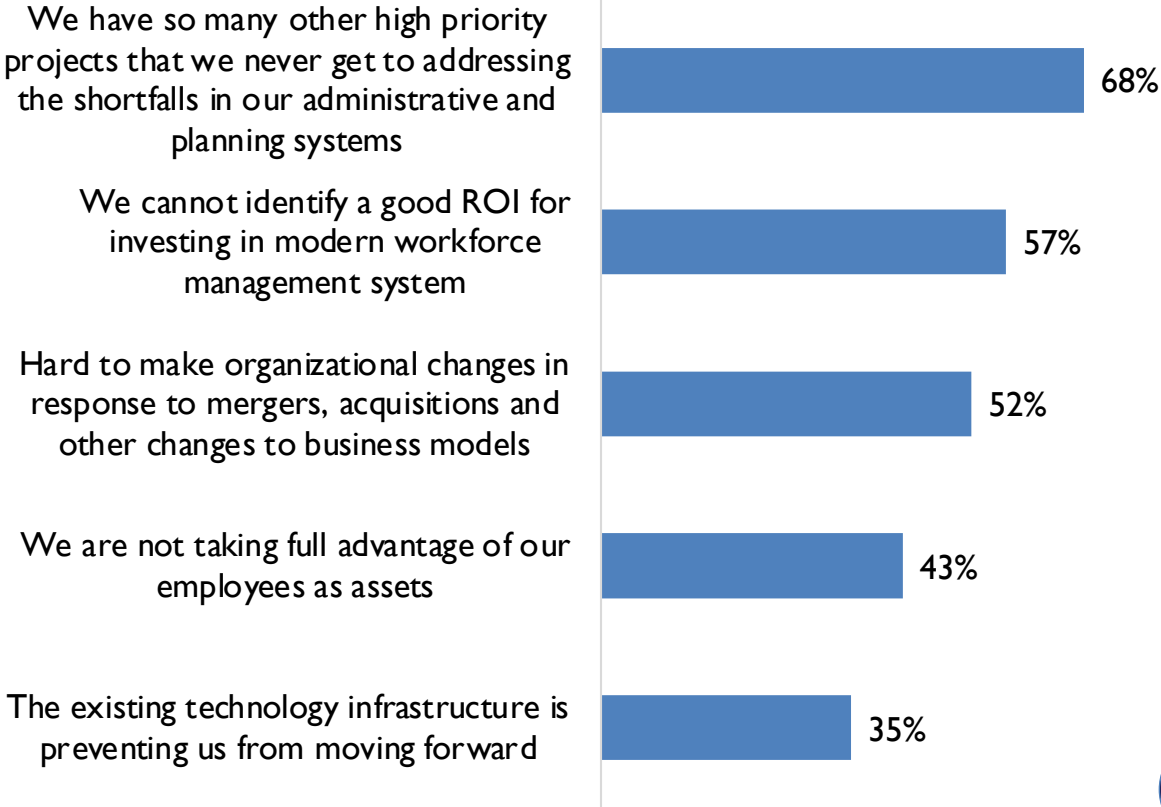 We have so many other high priority
projects that we never get to addressing
the shortfalls in our administrative and
planning systems
68%
We cannot identify a good ROI for
investing in modern workforce
management system
57%
Hard to make organizational changes in
response to mergers, acquisitions and
other changes to business models
52%
We are not taking full advantage of our
employees as assets
43%
The existing technology infrastructure is
preventing us from moving forward
35%